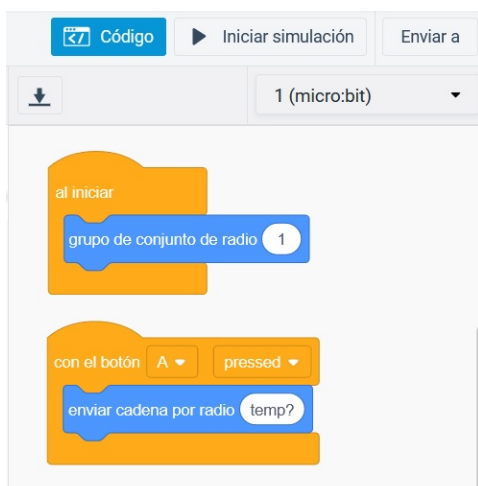 Código
Iniciar simulación
Enviar a
1 (micro:bit)
al iniciar
grupo de conjunto de radio 1
con el botón A pressed
enviar cadena por radio temp?